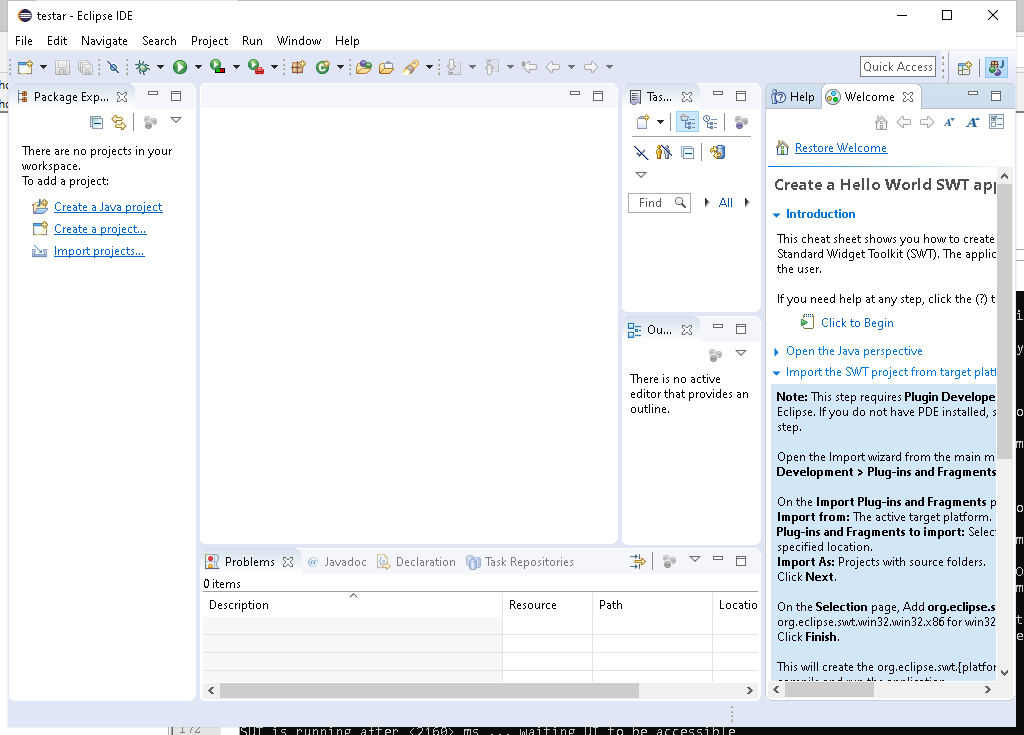 testar - Eclipse IDE
File Edit Navigate Search Project Run Window Help
Quick Access
Package Exp...
There are no projects in your
workspace.
To add a project:
Create a Java project
Create a project...
Import projects...
Tas...
Find
All
Ou...
There is no active
editor that provides an
outline.
Problems @ Javadoc Declaration Task Repositories
0 items
Description Resource Path Locatio
Help Welcome
Restore Welcome
Create a Hello World SWT app
Introduction
This cheat sheet shows you how to create
Standard Widget Toolkit (SWT). The applic
the user.
If you need help at any step, click the (?) t
Click to Begin
Open the Java perspective
Import the SWT project from target platf
Note: This step requires Plugin Develope
Eclipse. If you do not have PDE installed, s
step.
Open the Import wizard from the main m
Development > Plug-ins and Fragments
On the Import Plug-ins and Fragments p
Import from: The active target platform.
Plug-ins and Fragments to import: Selec
specified location.
Import As: Projects with source folders.
Click Next.
On the Selection page, Add org.eclipse.s
org.eclipse.swt.win32.win32.x86 for win32
Click Finish.
This will create the org.eclipse.swt.{platfor
compile and run the application.
172
SUT is running after <2160> ms ... waiting UI to be accessible